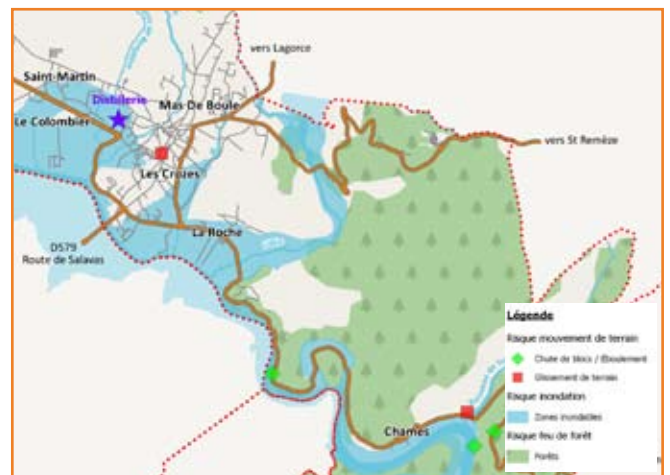 vers Lagorce
Saint-Martin
Distillerie
Mas De Boule
Le Colombier
vers St Remèze
Les Crozes
La Roche
D579
Route de Salavas
Chames
Légende
Risque mouvement de terrain
Chute de blocs / Éboulement
Glissement de terrain
Risque inondation
Zones inondables
Risque feu de forêt
Forêts